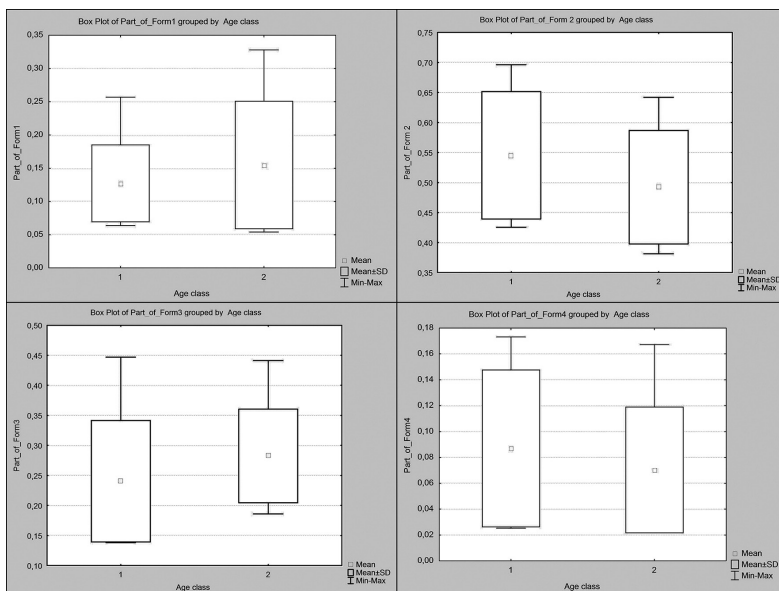 Box Plot of Part_of_Form1 grouped by Age class
0,35
0,30
0,25
0,20
0,15
0,10
0,05
0,00
Part_of_Form1
1
2
Age class
Mean
Mean±SD
Min-Max
Box Plot of Part_of_Form 2 grouped by Age class
0,75
0,70
0,65
0,60
0,55
0,50
0,45
0,40
0,35
Part_of_Form 2
1
2
Age class
Mean
Mean±SD
Min-Max
Box Plot of Part_of_Form3 grouped by Age class
0,50
0,45
0,40
0,35
0,30
0,25
0,20
0,15
0,10
Part_of_Form3
1
2
Age class
Mean
Mean±SD
Min-Max
Box Plot of Part_of_Form4 grouped by Age class
0,18
0,16
0,14
0,12
0,10
0,08
0,06
0,04
0,02
0,00
Part_of_Form4
1
2
Age class
Mean
Mean±SD
Min-Max